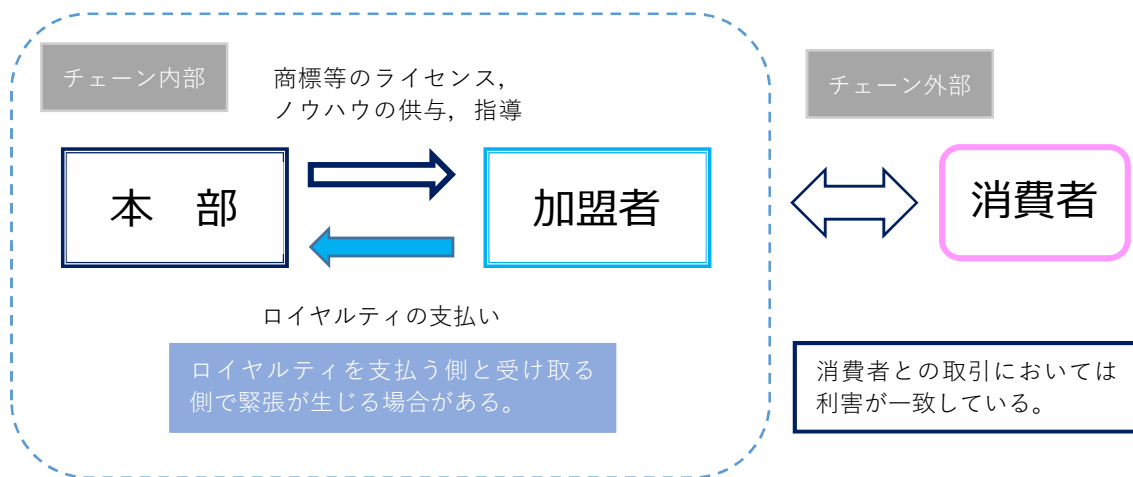 チェーン内部
商標等のライセンス，
ノウハウの供与，指導
チェーン外部
本　部
加盟者
消費者
ロイヤルティの支払い
ロイヤルティを支払う側と受け取る
側で緊張が生じる場合がある。
消費者との取引においては
利害が一致している。